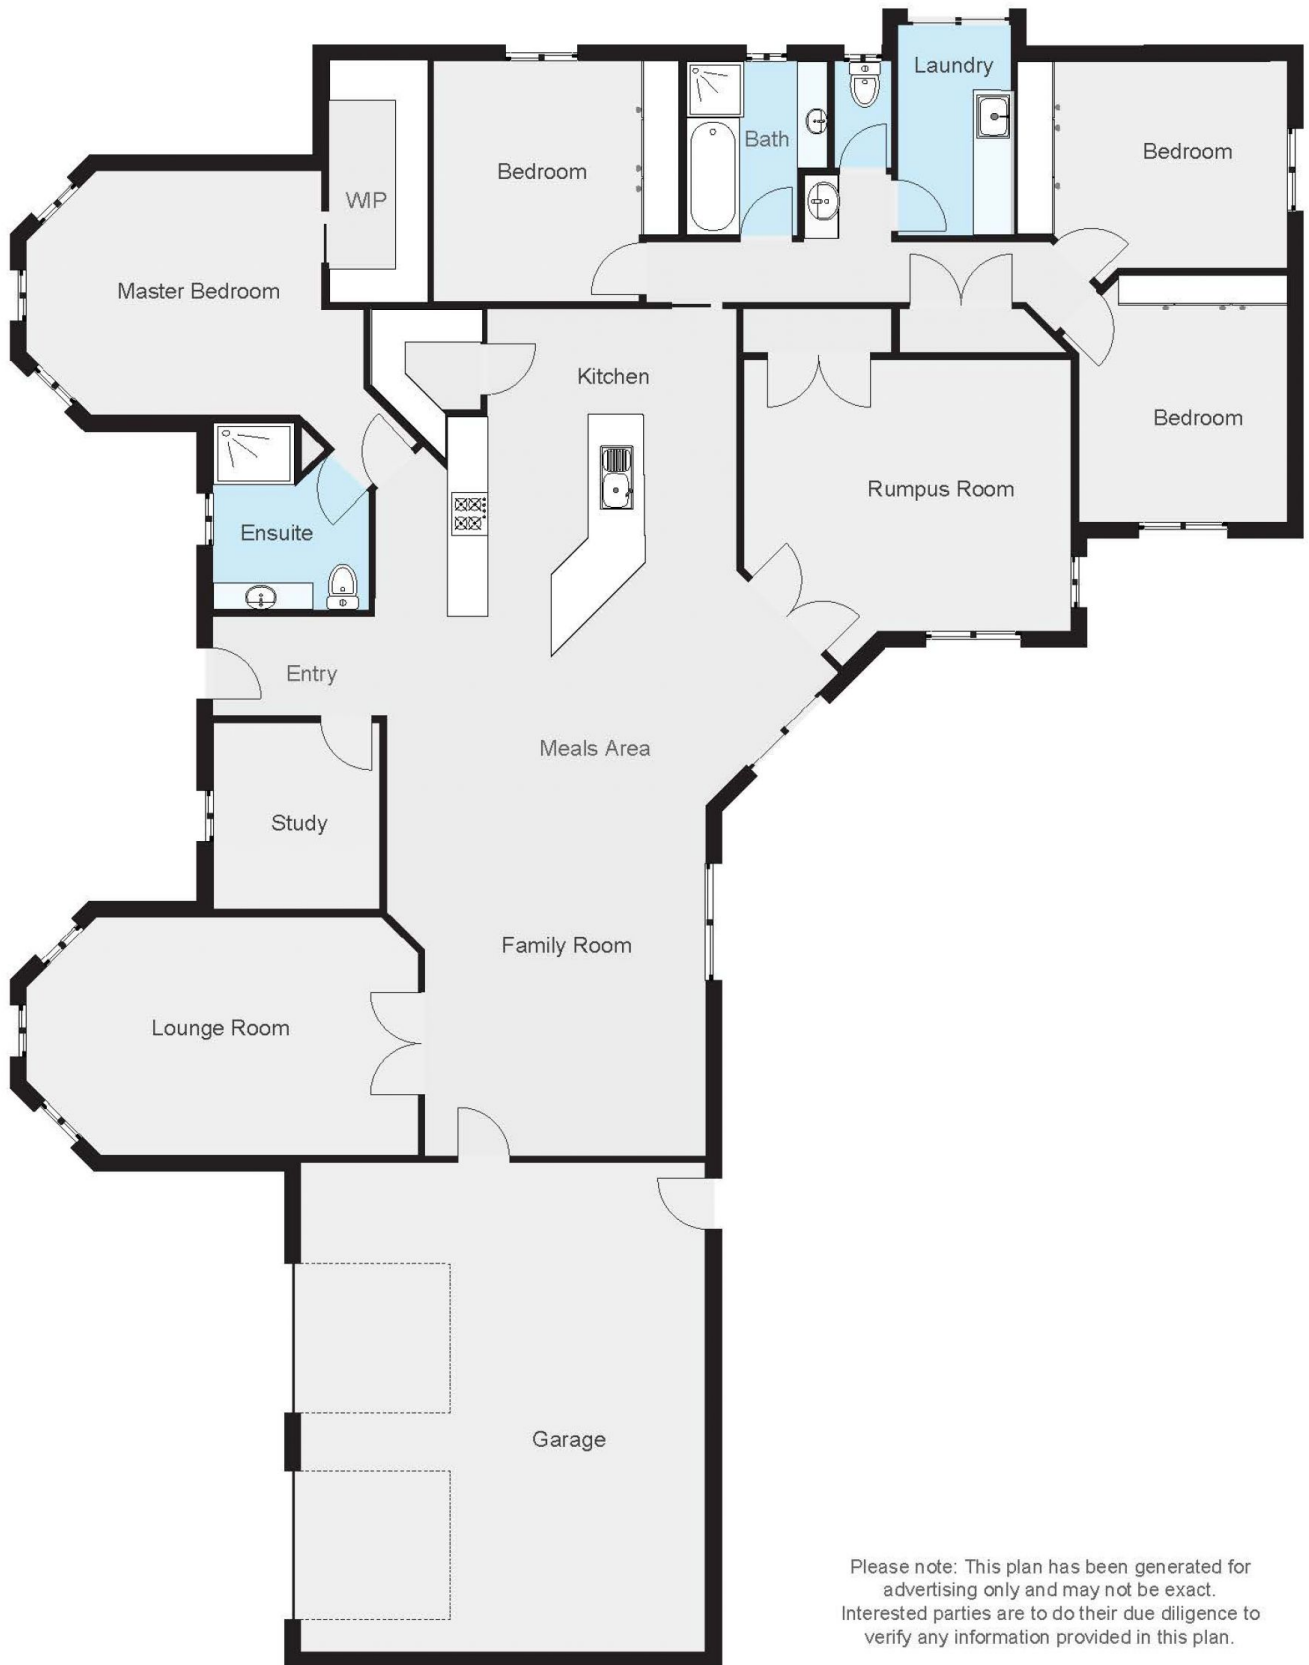 Laundry
Bath
Bedroom
Bedroom
WIP
Master Bedroom
Kitchen
Bedroom
Rumpus Room
Ensuite
Entry
Meals Area
Study
Family Room
Lounge Room
Garage
Please note: This plan has been generated for
advertising only and may not be exact.
Interested parties are to do their due diligence to
verify any information provided in this plan.